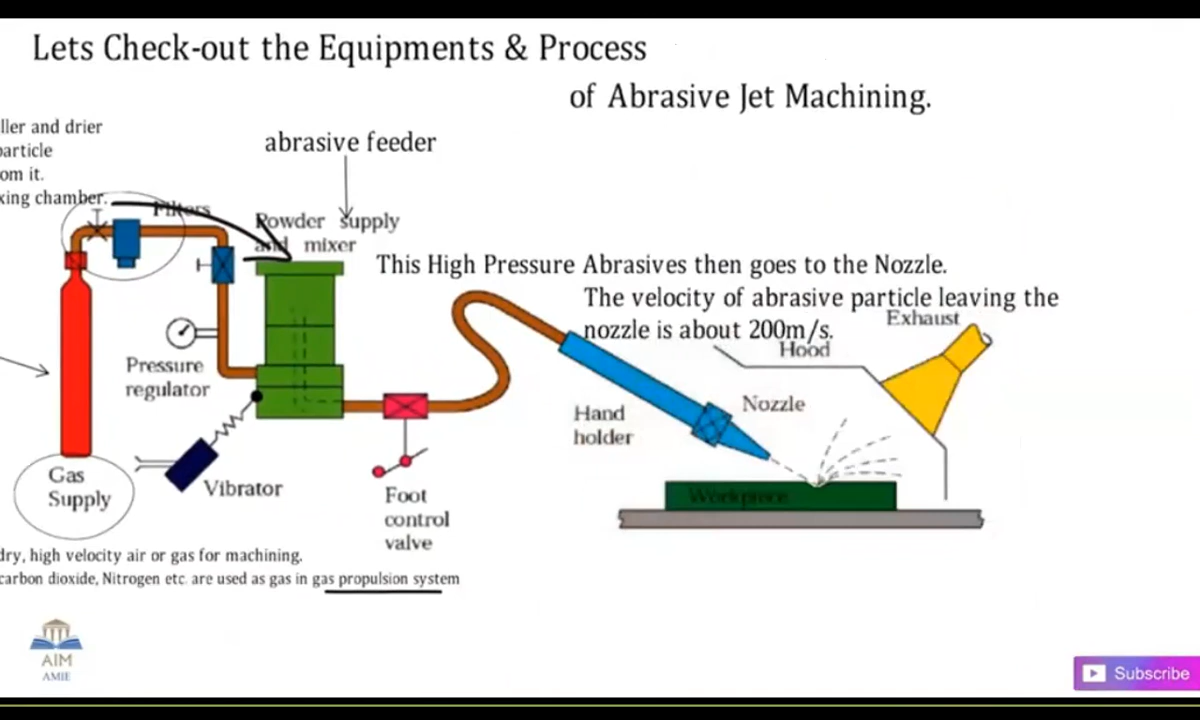 Lets Check-out the Equipments & Process
of Abrasive Jet Machining.
ller and drier
particle
om it.
xing chamber.
abrasive feeder
Filters
Powder supply
and mixer
This High Pressure Abrasives then goes to the Nozzle.
The velocity of abrasive particle leaving the
nozzle is about 200m/s.
Exhaust
Hood
Pressure
regulator
Nozzle
Hand
holder
Gas
Supply
Vibrator
Foot
control
valve
Workpiece
dry, high velocity air or gas for machining.
carbon dioxide, Nitrogen etc. are used as gas in gas propulsion system
AIM
AMIE
Subscribe